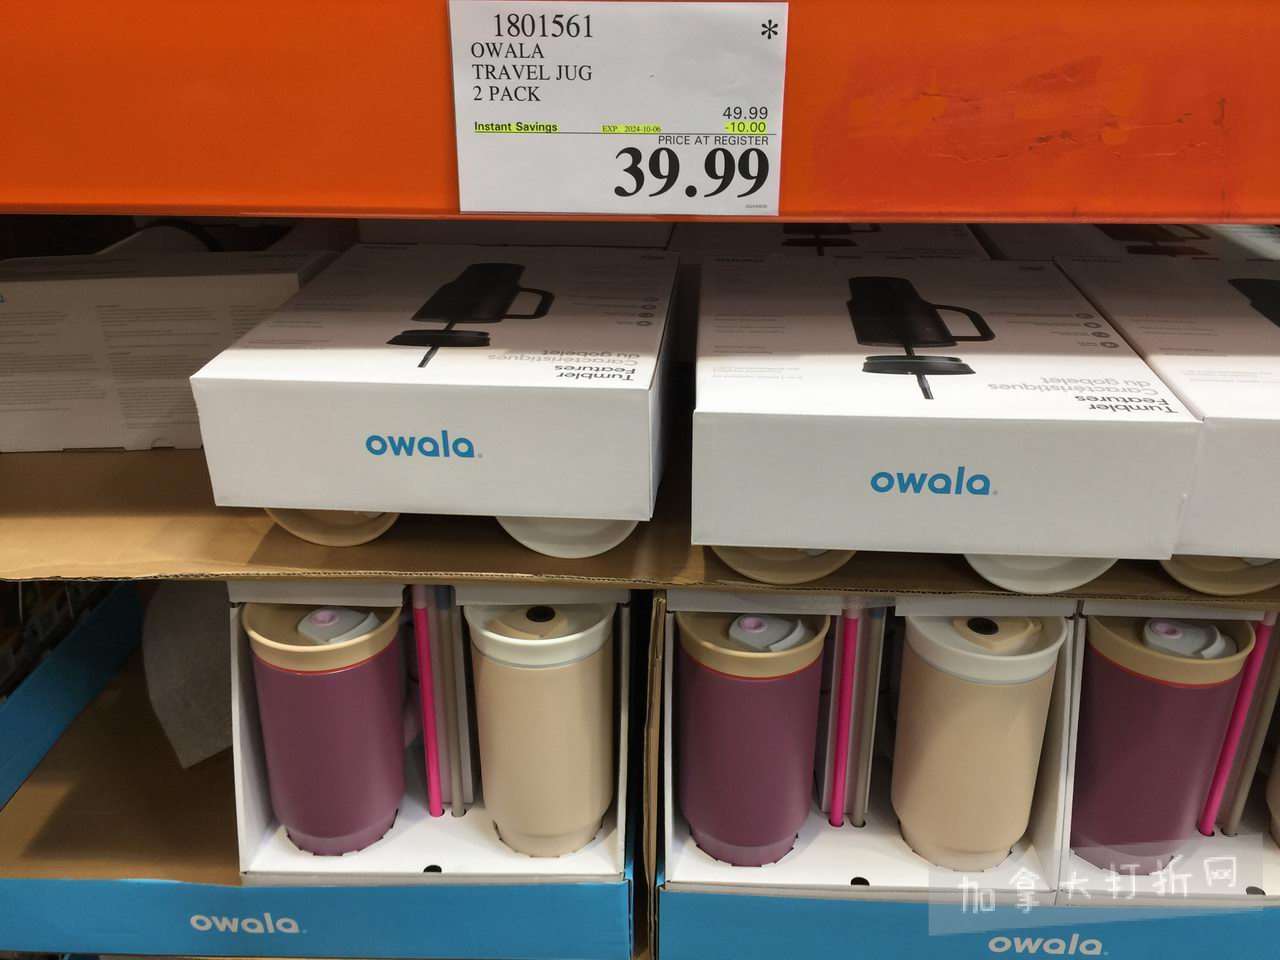 1801561
*
OWALA
TRAVEL JUG
2 PACK
49.99
Instant Savings EXP. 2024-10-06 -10.00
PRICE AT REGISTER
39.99
Tumbler
Features
Caractéristiques
du gobelet
Tumbler
Features
Caractéristiques
du gobelet
owala
owala
owala
owala
加拿大打折网